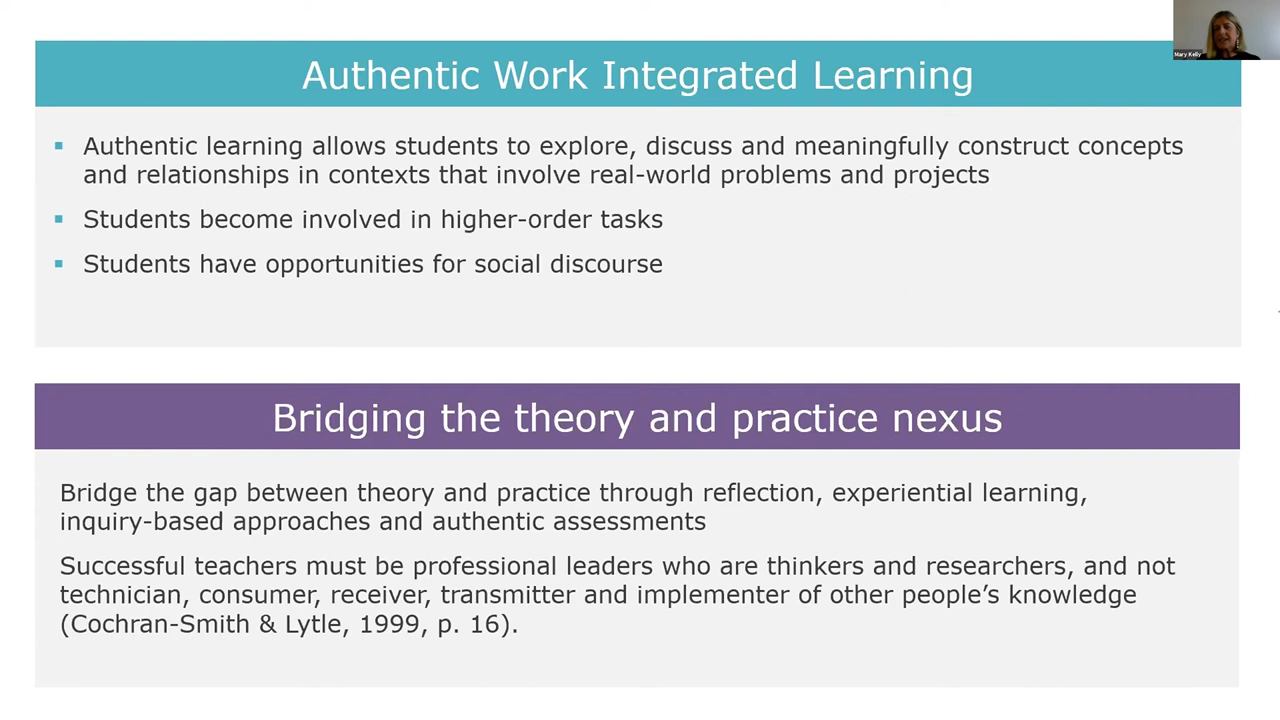 Mary Kelly
Authentic Work Integrated Learning
▪ Authentic learning allows students to explore, discuss and meaningfully construct concepts
and relationships in contexts that involve real-world problems and projects
▪ Students become involved in higher-order tasks
▪ Students have opportunities for social discourse
Bridging the theory and practice nexus
Bridge the gap between theory and practice through reflection, experiential learning,
inquiry-based approaches and authentic assessments
Successful teachers must be professional leaders who are thinkers and researchers, and not
technician, consumer, receiver, transmitter and implementer of other people’s knowledge
(Cochran-Smith & Lytle, 1999, p. 16).